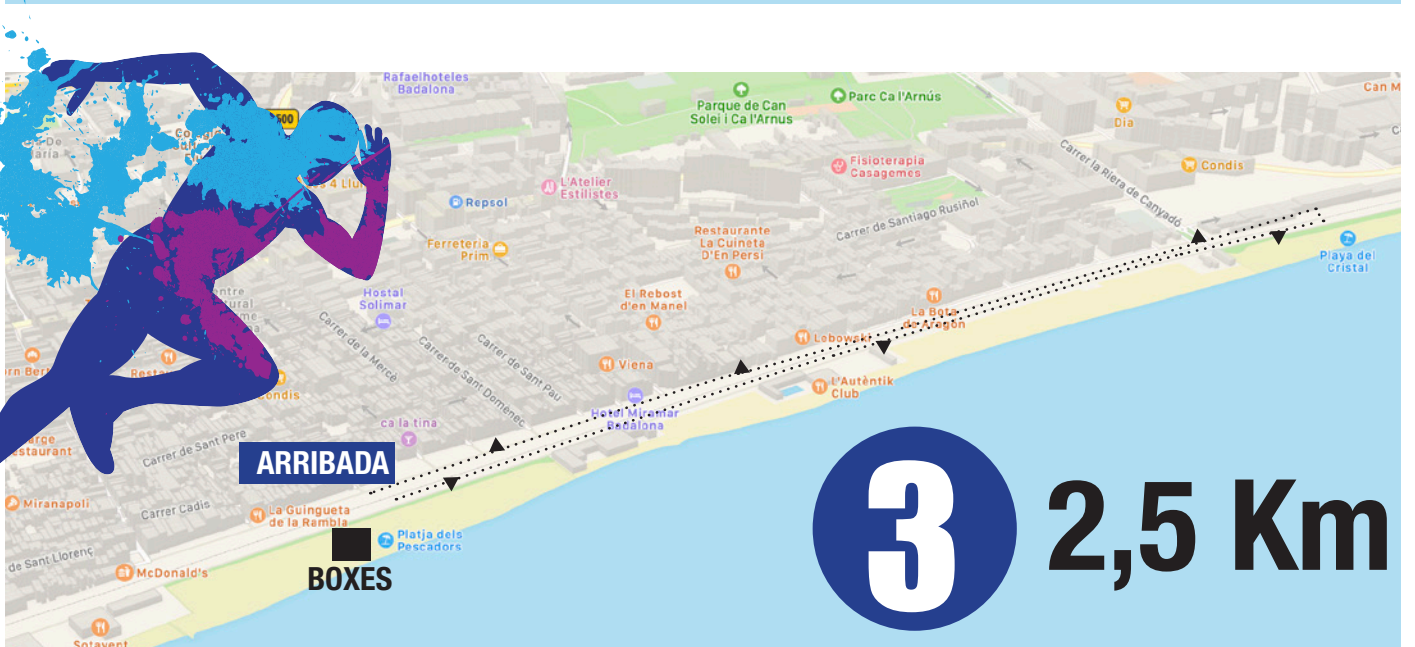 Rafaelhoteles
Badalona
Parque de Can
Solei i Ca l'Arnus
Parc Ca l'Arnús
Can M
Dia
500
Fisioterapia
Casagemes
Condis
Carrer la Riera de Canyadó
L'Atelier
Estilistes
Repsol
Carrer de Santiago Rusiñol
Restaurante
La Cuineta
D'En Persi
Ferreteria
Prim
Playa del
Cristal
Hostal
Solimar
El Rebost
d'en Manel
La Bota
de Aragón
Lobowski
Carrer de la Mercè
Carrer de Sant Domenec
Carrer de Sant Pau
Viena
L'Autèntik
Club
Hotel Miramar
Badalona
ca la tina
Carrer de Sant Pere
ARRIBADA
Miranapoli
Carrer Cadis
La Guingueta
de la Rambla
Platja dels
Pescadors
de Sant Llorenç
McDonald's
BOXES
Sotavent
3
2,5 Km